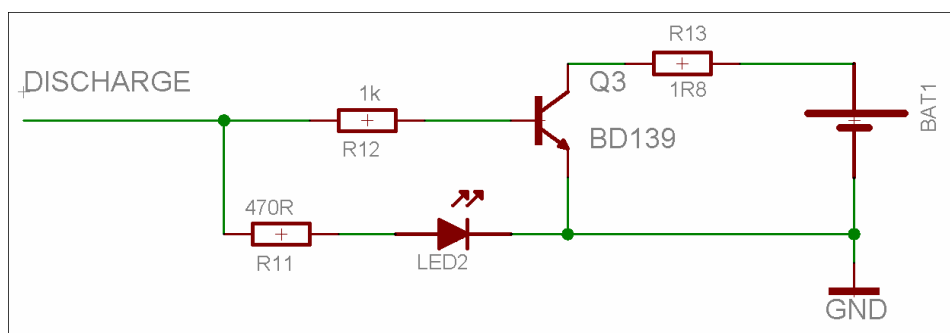 DISCHARGE
1k
R12
470R
R11
LED2
Q3
BD139
R13
1R8
BAT1
GND